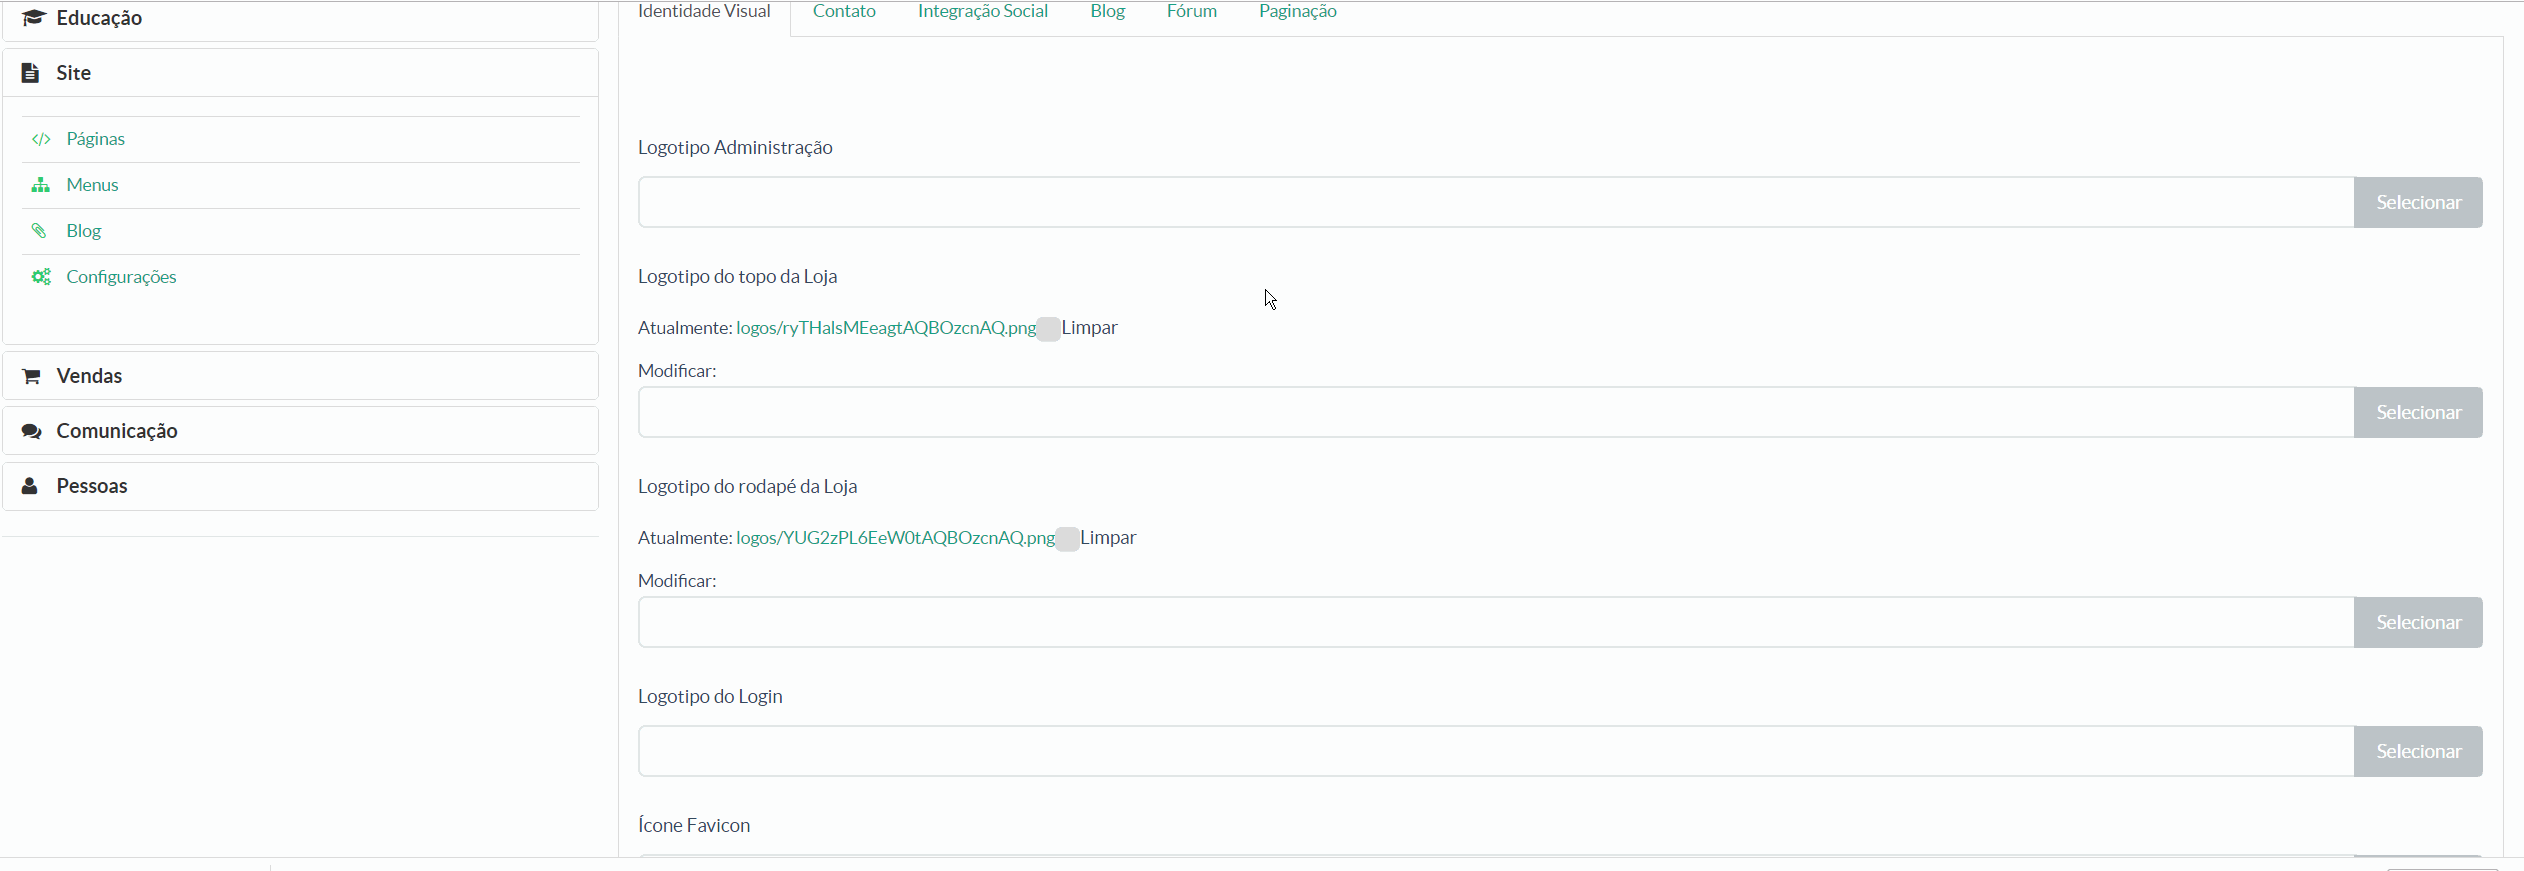 Educação
Site
Páginas
Menus
Blog
Configurações
Vendas
Comunicação
Pessoas
Identidade Visual Contato Integração Social Blog Fórum Paginação
Logotipo Administração
Selecionar
Logotipo do topo da Loja
Atualmente: logos/ryTHalsMEeagtAQBOzcnAQ.png Limpar
Modificar:
Selecionar
Logotipo do rodapé da Loja
Atualmente: logos/YUG2zPL6EeW0tAQBOzcnAQ.png Limpar
Modificar:
Selecionar
Logotipo do Login
Selecionar
Ícone Favicon